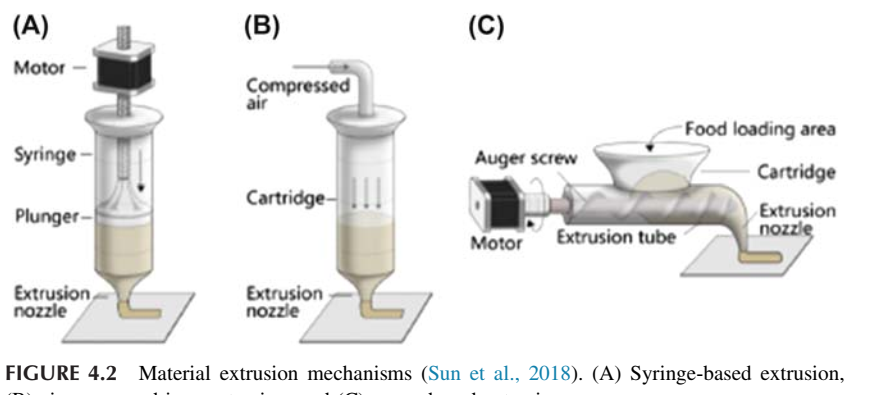 (A)
Motor
Syringe
Plunger
Extrusion
nozzle
(B)
Compressed
air
Cartridge
Extrusion
nozzle
(C)
Food loading area
Auger screw
Cartridge
Motor
Extrusion tube
Extrusion
nozzle
FIGURE 4.2 Material extrusion mechanisms (Sun et al., 2018). (A) Syringe-based extrusion,